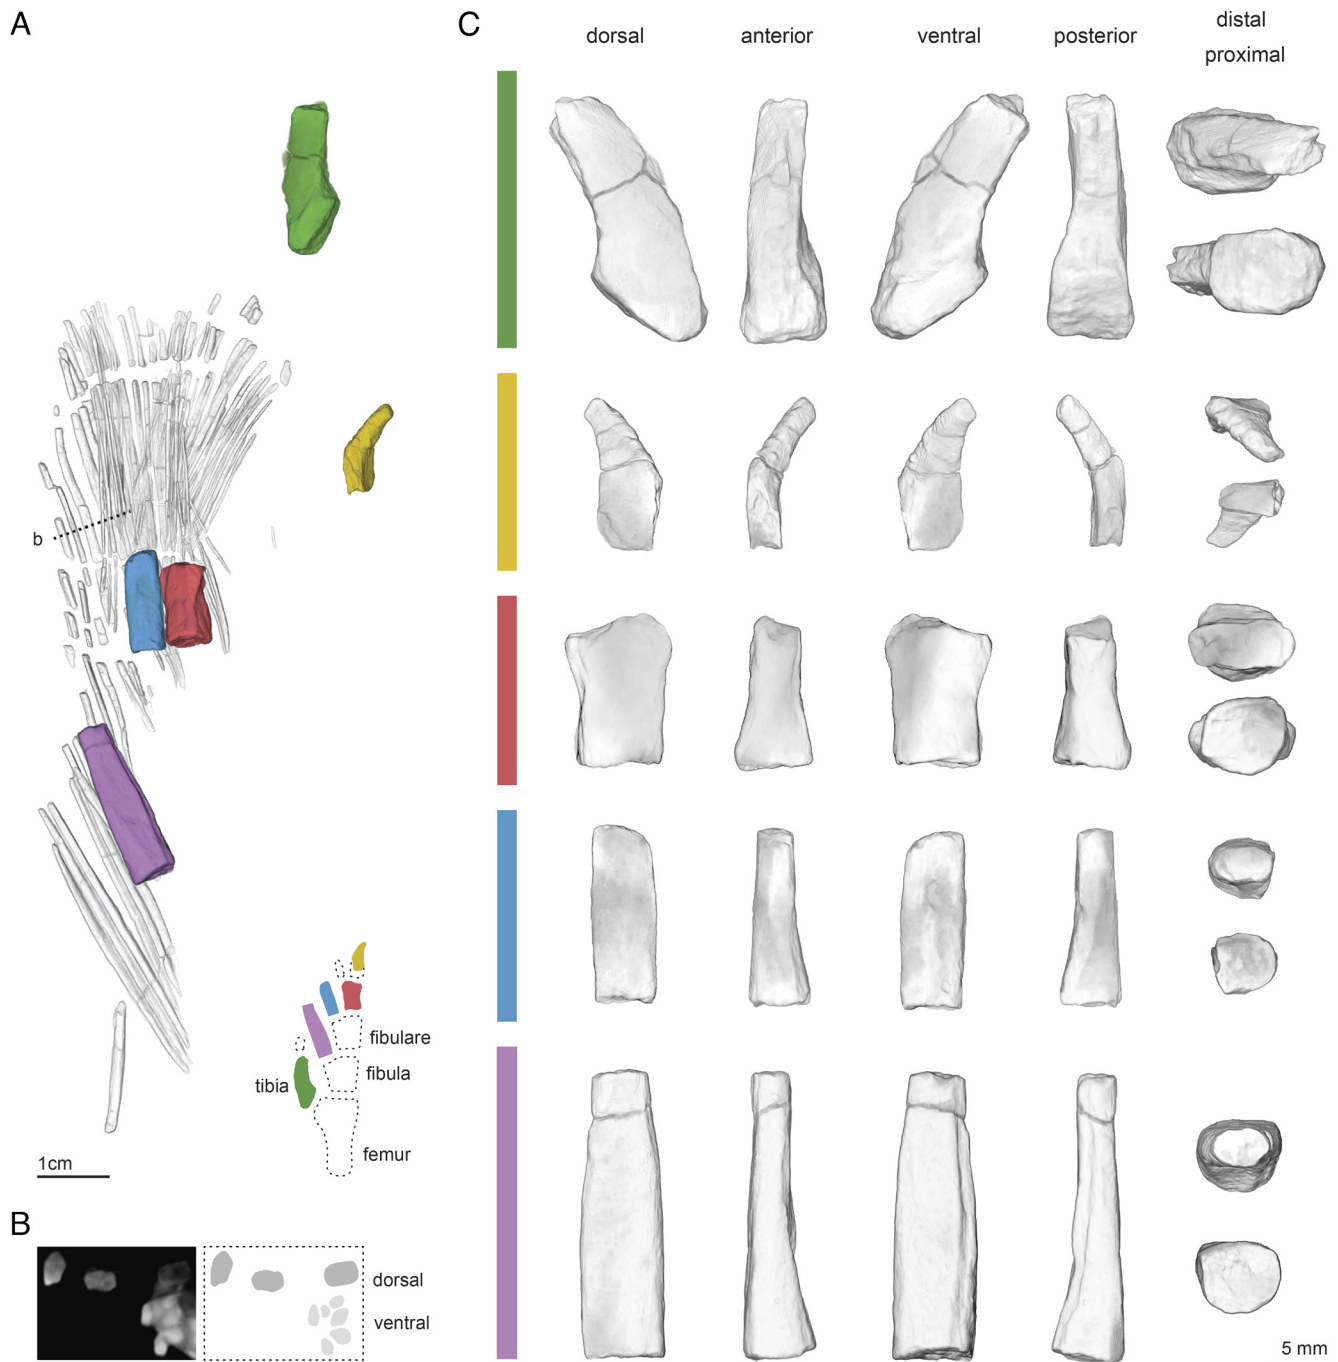 A
b
tibia
fibulare
fibula
femur
1cm
B
dorsal
ventral
C
dorsal
anterior
ventral
posterior
distal
proximal
5 mm